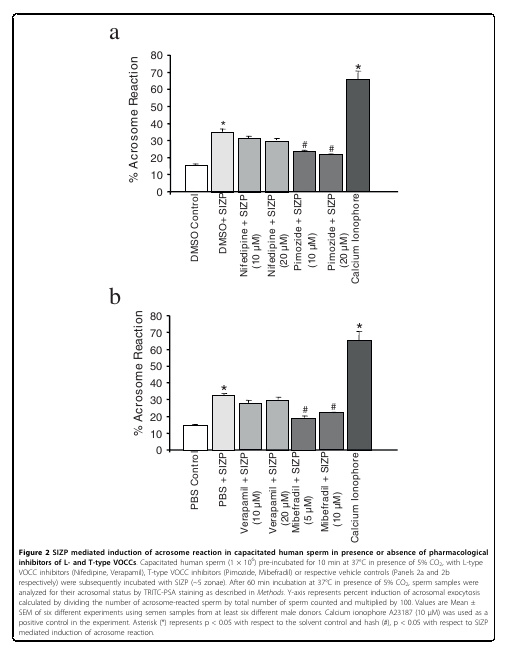 a
% Acrosome Reaction
80
70
60
50
40
30
20
10
0
*
#
#
*
DMSO Control
DMSO+ SIZP
Nifedipine + SIZP
(10 µM)
Nifedipine + SIZP
(20 µM)
Pimozide + SIZP
(10 µM)
Pimozide + SIZP
(20 µM)
Calcium Ionophore
b
% Acrosome Reaction
80
70
60
50
40
30
20
10
0
*
#
#
*
PBS Control
PBS + SIZP
Verapamil + SIZP
(10 µM)
Verapamil + SIZP
(20 µM)
Mibefradil + SIZP
(5 µM)
Mibefradil + SIZP
(10 µM)
Calcium Ionophore
Figure 2 SIZP mediated induction of acrosome reaction in capacitated human sperm in presence or absence of pharmacological
inhibitors of L- and T-type VOCCs. Capacitated human sperm (1 × 10⁶) pre-incubated for 10 min at 37°C in presence of 5% CO₂, with L-type
VOCC inhibitors (Nifedipine, Verapamil), T-type VOCC inhibitors (Pimozide, Mibefradil) or respective vehicle controls (Panels 2a and 2b
respectively) were subsequently incubated with SIZP (~5 zonae). After 60 min incubation at 37°C in presence of 5% CO₂, sperm samples were
analyzed for their acrosomal status by TRITC-PSA staining as described in Methods. Y-axis represents percent induction of acrosomal exocytosis
calculated by dividing the number of acrosome-reacted sperm by total number of sperm counted and multiplied by 100. Values are Mean ±
SEM of six different experiments using semen samples from at least six different male donors. Calcium ionophore A23187 (10 µM) was used as a
positive control in the experiment. Asterisk (*) represents p < 0.05 with respect to the solvent control and hash (#), p < 0.05 with respect to SIZP
mediated induction of acrosome reaction.